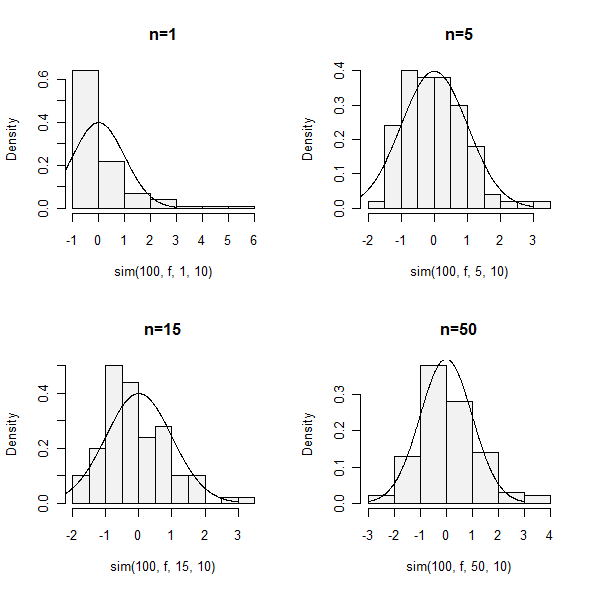 n=1
Density
0.0 0.2 0.4 0.6
-1 0 1 2 3 4 5 6
sim(100, f, 1, 10)
n=5
Density
0.0 0.1 0.2 0.3 0.4
-2 -1 0 1 2 3
sim(100, f, 5, 10)
n=15
Density
0.0 0.2 0.4
-2 -1 0 1 2 3
sim(100, f, 15, 10)
n=50
Density
0.0 0.1 0.2 0.3
-3 -2 -1 0 1 2 3 4
sim(100, f, 50, 10)